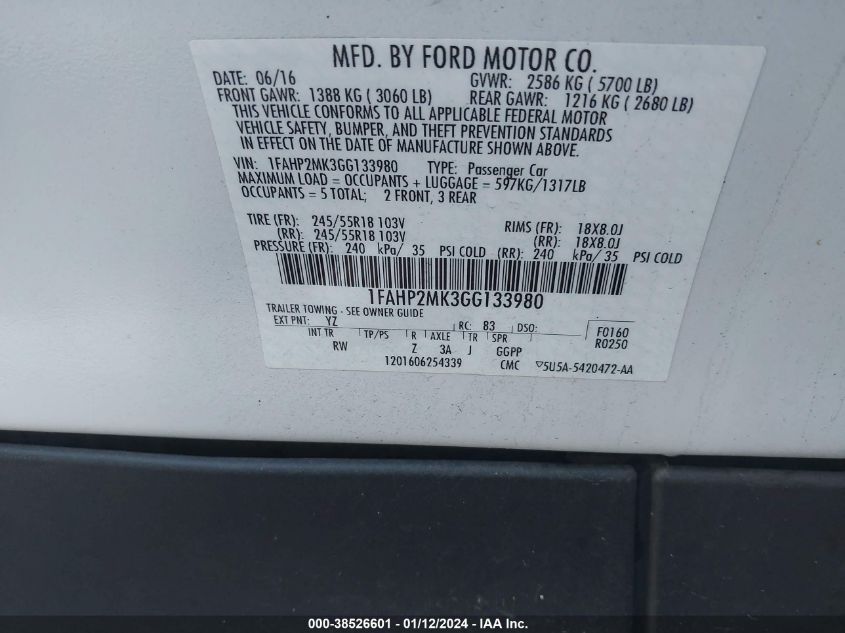 MFD. BY FORD MOTOR CO.
DATE: 06/16 GVWR: 2586 KG ( 5700 LB)
FRONT GAWR: 1388 KG ( 3060 LB) REAR GAWR: 1216 KG ( 2680 LB)
THIS VEHICLE CONFORMS TO ALL APPLICABLE FEDERAL MOTOR
VEHICLE SAFETY, BUMPER, AND THEFT PREVENTION STANDARDS
IN EFFECT ON THE DATE OF MANUFACTURE SHOWN ABOVE.
VIN: 1FAHP2MK3GG133980 TYPE: Passenger Car
MAXIMUM LOAD = OCCUPANTS + LUGGAGE = 597KG/1317LB
OCCUPANTS = 5 TOTAL; 2 FRONT, 3 REAR
TIRE (FR): 245/55R18 103V RIMS (FR): 18X8.0J
(RR): 245/55R18 103V (RR): 18X8.0J
PRESSURE (FR): 240 kPa/ 35 PSI COLD (RR): 240 kPa/ 35 PSI COLD
1FAHP2MK3GG133980
TRAILER TOWING - SEE OWNER GUIDE
EXT PNT: YZ RC: 83 DSO: F0160
INT TR TP/PS R AXLE TR SPR R0250
RW Z 3A J GGPP
1201606254339 CMC 5U5A-5420472-AA
000-38526601 - 01/12/2024 - IAA Inc.